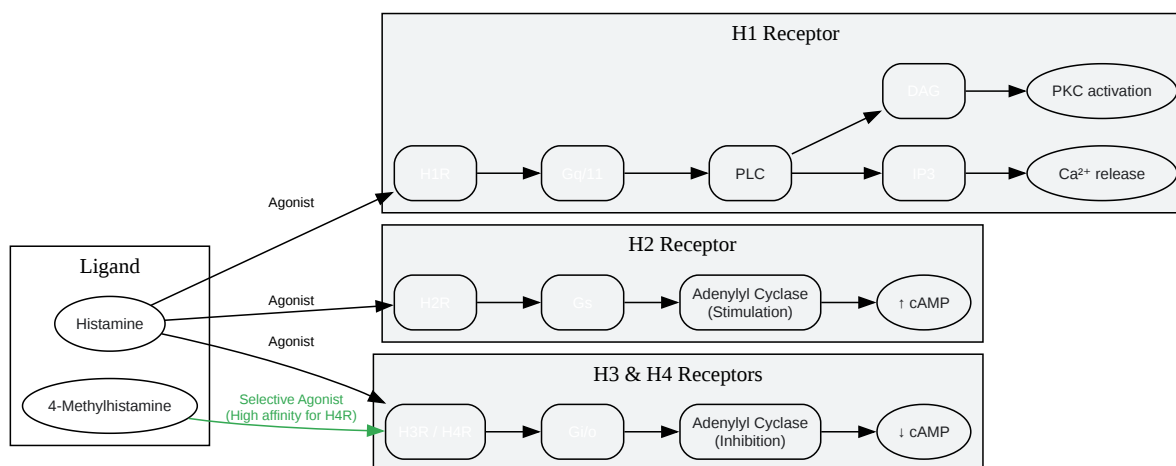 H1 Receptor
DAG
PKC activation
H1R
Gq/11
PLC
IP3
Ca²⁺ release
Agonist
Ligand
Histamine
4-Methylhistamine
H2 Receptor
Agonist
H2R
Gs
Adenylyl Cyclase
(Stimulation)
↑ cAMP
Agonist
H3 & H4 Receptors
Selective Agonist
(High affinity for H4R)
H3R / H4R
Gi/o
Adenylyl Cyclase
(Inhibition)
↓ cAMP